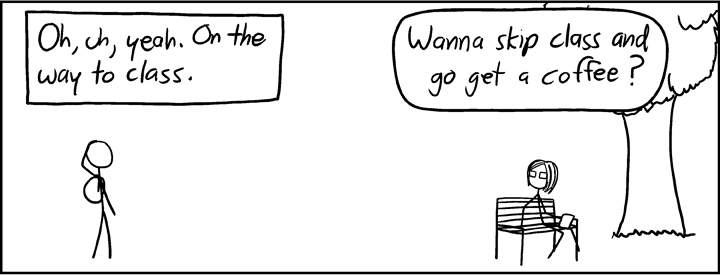 Oh, uh, yeah. On the
way to class.
Wanna skip class and
go get a coffee?